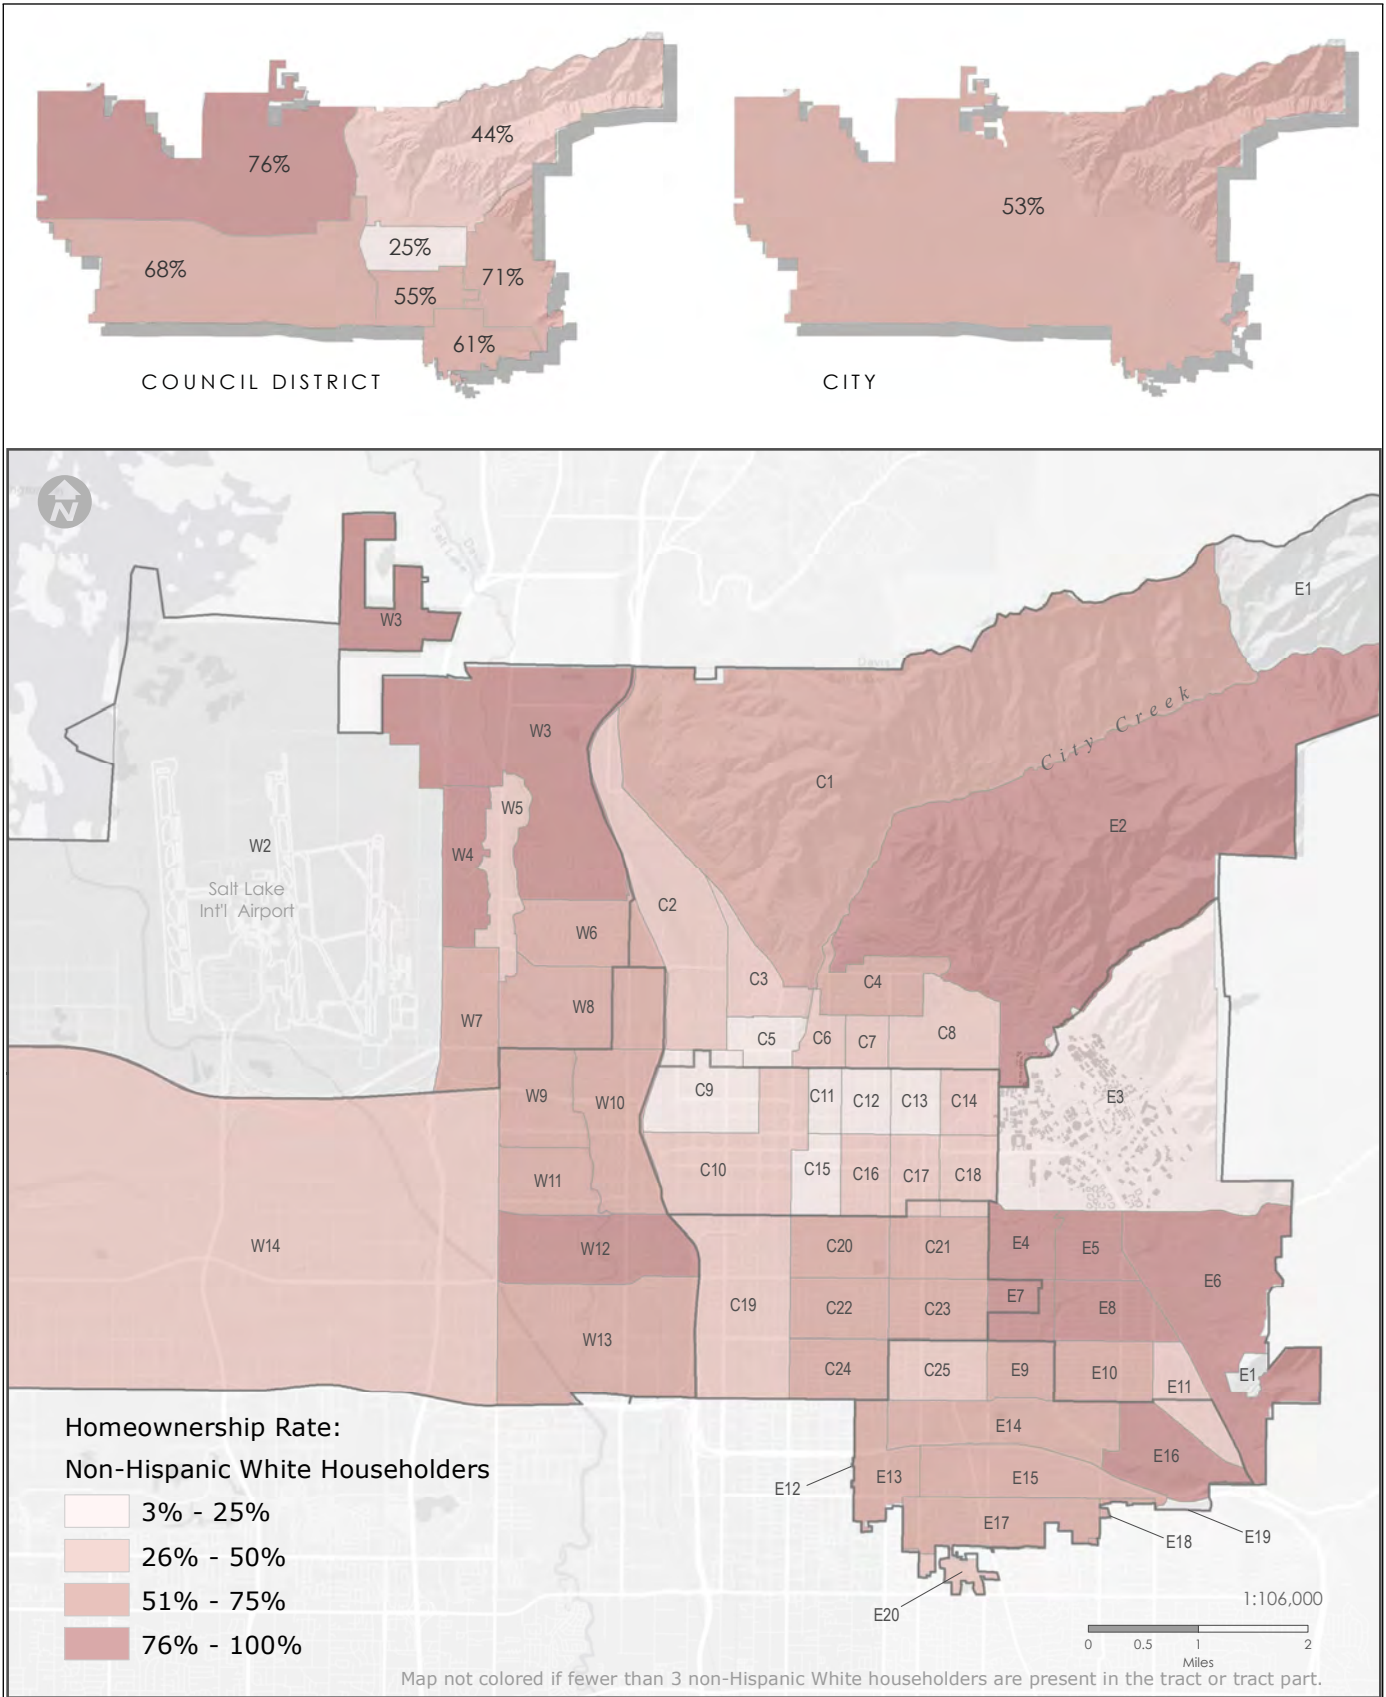 44%
76%
25%
68%
71%
55%
61%
COUNCIL DISTRICT
53%
CITY
N
Davis
Salt Lake
E1
W3
Davis
W3
City Creek
C1
W5
E2
W2
W4
Salt Lake
Int'l Airport
C2
W6
C3
C4
W8
W7
C5
C6
C7
C8
C9
W9
W10
C11
C12
C13
C14
E3
C10
C15
C16
C17
C18
W11
W14
W12
C20
C21
E4
E5
E6
C19
C22
C23
E7
E8
W13
C24
C25
E9
E10
E11
E1
E14
E16
E12
E13
E15
E17
E18
E19
E20
Homeownership Rate:
Non-Hispanic White Householders
3% - 25%
26% - 50%
51% - 75%
76% - 100%
1:106,000
0 0.5 1 2
Miles
Map not colored if fewer than 3 non-Hispanic White householders are present in the tract or tract part.